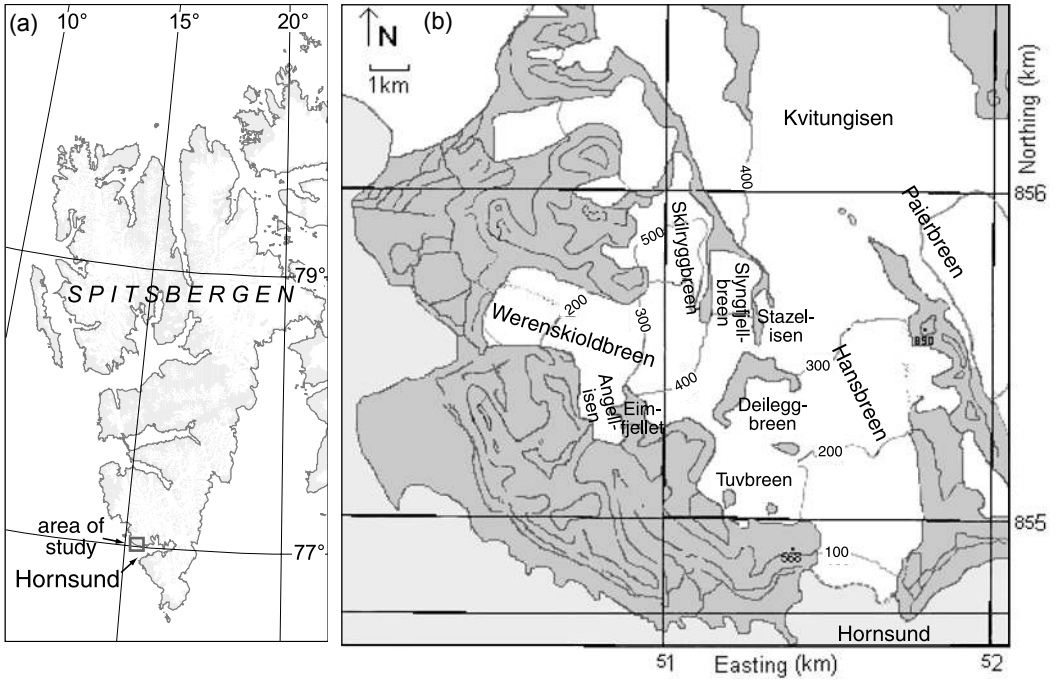 (a)
10°
15°
20°
79°
SPITSBERGEN
area of
study
Hornsund
77°
(b)
N
1km
Kvitungisen
400
856
Paierbreen
Skilryggbreen
500
Slyngfjell-
breen
Stazel-
isen
200
300
Werenskioldbreen
890
300
Hansbreen
400
Angell-
isen
Eim-
fjellet
Deilegg-
breen
200
Tuvbreen
855
568
100
Hornsund
51
52
Easting (km)
Northing (km)